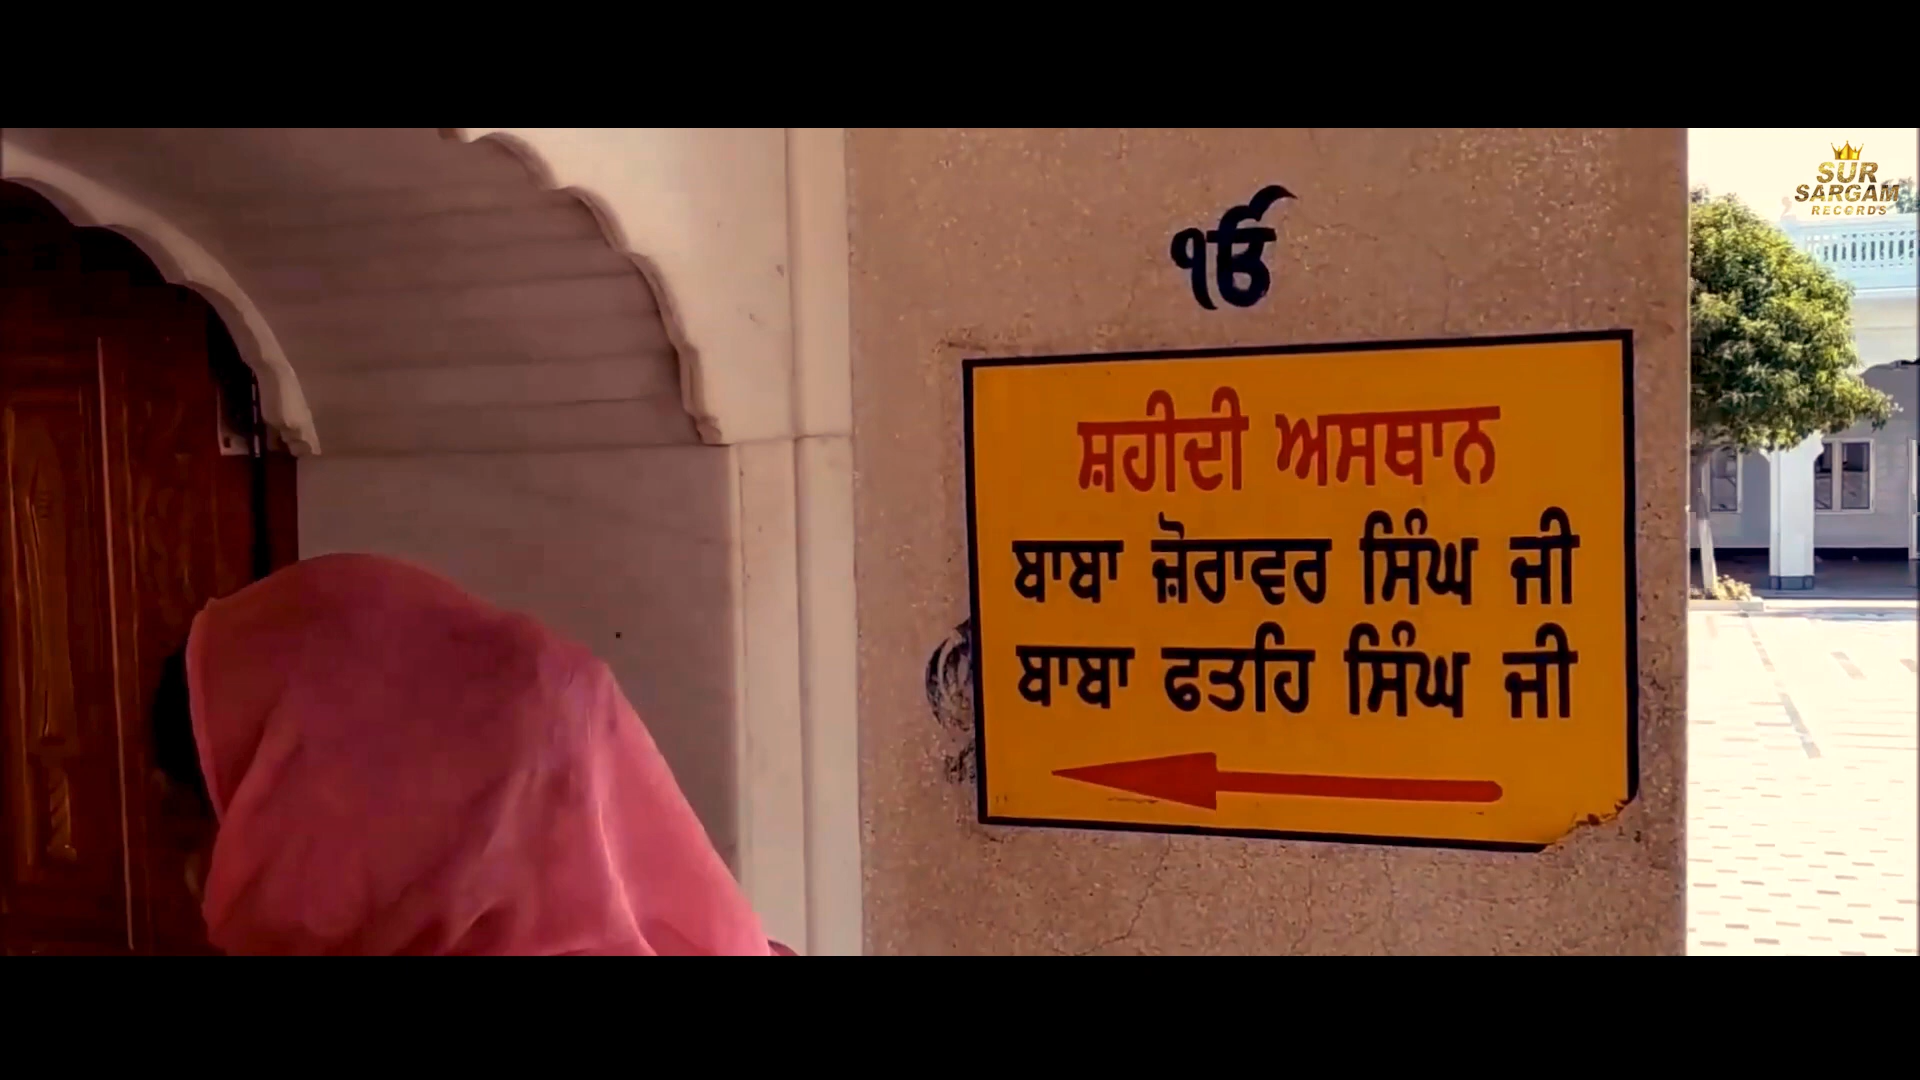 ੴ
ਸ਼ਹੀਦੀ ਅਸਥਾਨ
ਬਾਬਾ ਜ਼ੋਰਾਵਰ ਸਿੰਘ ਜੀ
ਬਾਬਾ ਫਤਹਿ ਸਿੰਘ ਜੀ
SUR
SARGAM
RECORDS